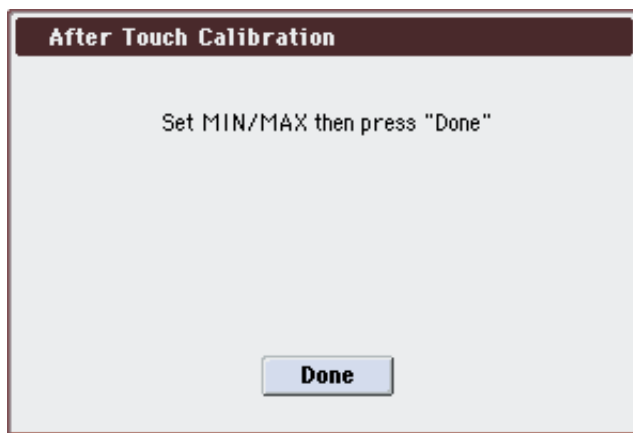 After Touch Calibration
Set MIN/MAX then press "Done"
Done